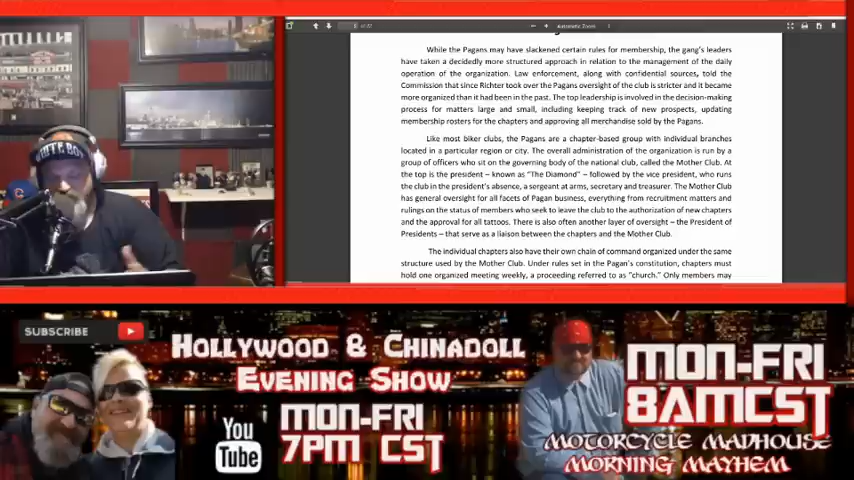 WHITE BOY
Automatic Zoom
While the Pagans may have slackened certain rules for membership, the gang's leaders
have taken a decidedly more structured approach in relation to the management of the daily
operation of the organization. Law enforcement, along with confidential sources, told the
Commission that since Richter took over the Pagans oversight of the club is stricter and it became
more organized than it had been in the past. The top leadership is involved in the decision-making
process for matters large and small, including keeping track of new prospects, updating
membership rosters for the chapters and approving all merchandise sold by the Pagans.
Like most biker clubs, the Pagans are a chapter-based group with individual branches
located in a particular region or city. The overall administration of the organization is run by a
group of officers who sit on the governing body of the national club, called the Mother Club. At
the top is the president – known as "The Diamond" – followed by the vice president, who runs
the club in the president's absence, a sergeant at arms, secretary and treasurer. The Mother Club
has general oversight for all facets of Pagan business, everything from recruitment matters and
rulings on the status of members who seek to leave the club to the authorization of new chapters
and the approval for all tattoos. There is also often another layer of oversight – the President of
Presidents – that serve as a liaison between the chapters and the Mother Club.
The individual chapters also have their own chain of command organized under the same
structure used by the Mother Club. Under rules set in the Pagan's constitution, chapters must
hold one organized meeting weekly, a proceeding referred to as "church." Only members may
SUBSCRIBE
HOLLYWOOD & CHINADOLL
EVENING SHOW
You
Tube
MON-FRI
7PM CST
MON-FRI
8AMCST
MOTORCYCLE MADHOUSE
MORNING MAYHEM